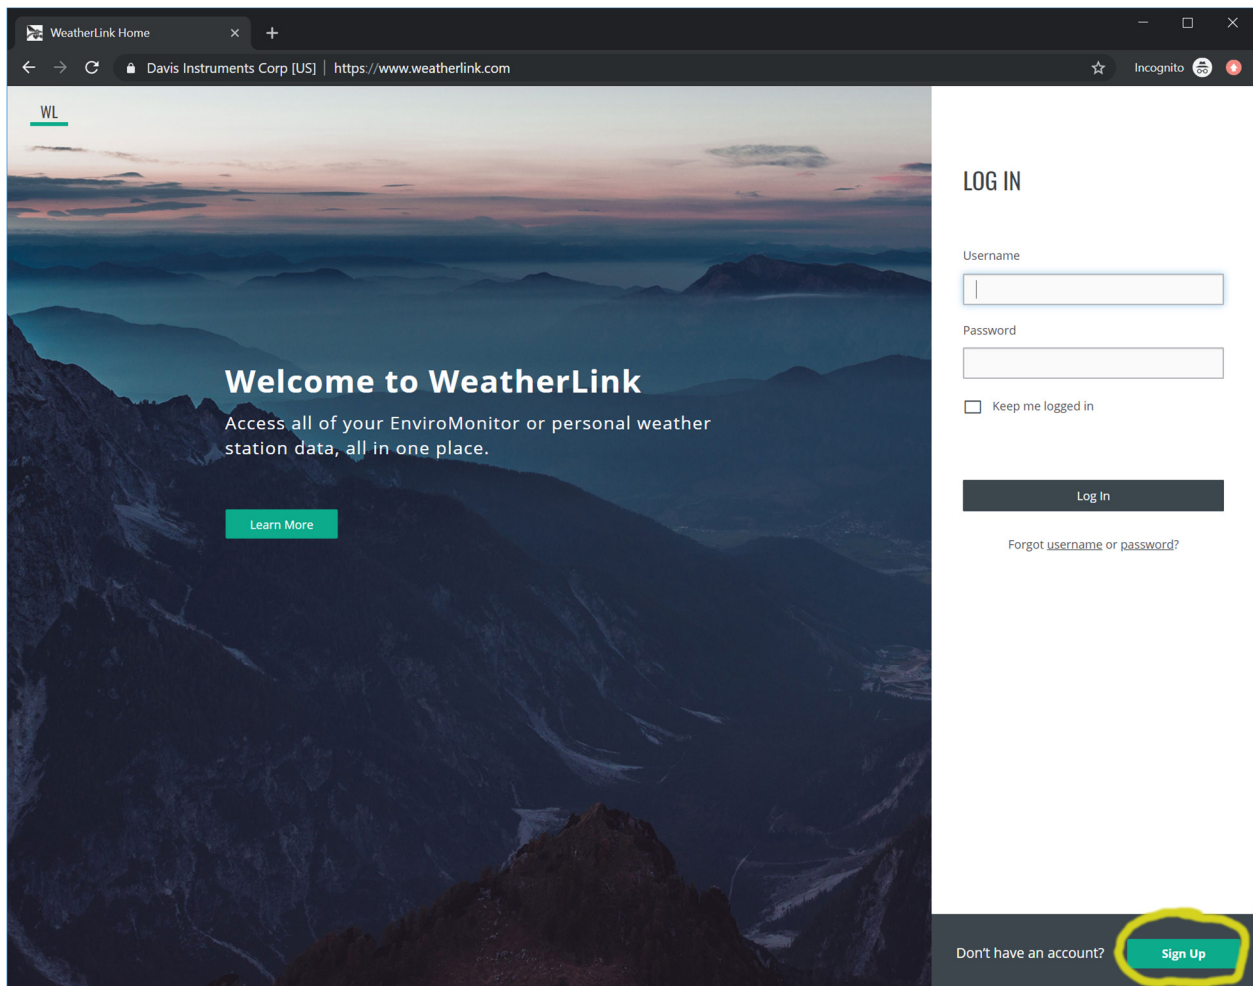 WeatherLink Home
Davis Instruments Corp [US] | https://www.weatherlink.com
Incognito
WL
Welcome to WeatherLink
Access all of your EnviroMonitor or personal weather
station data, all in one place.
Learn More
LOG IN
Username
Password
Keep me logged in
Log In
Forgot username or password?
Don't have an account?
Sign Up